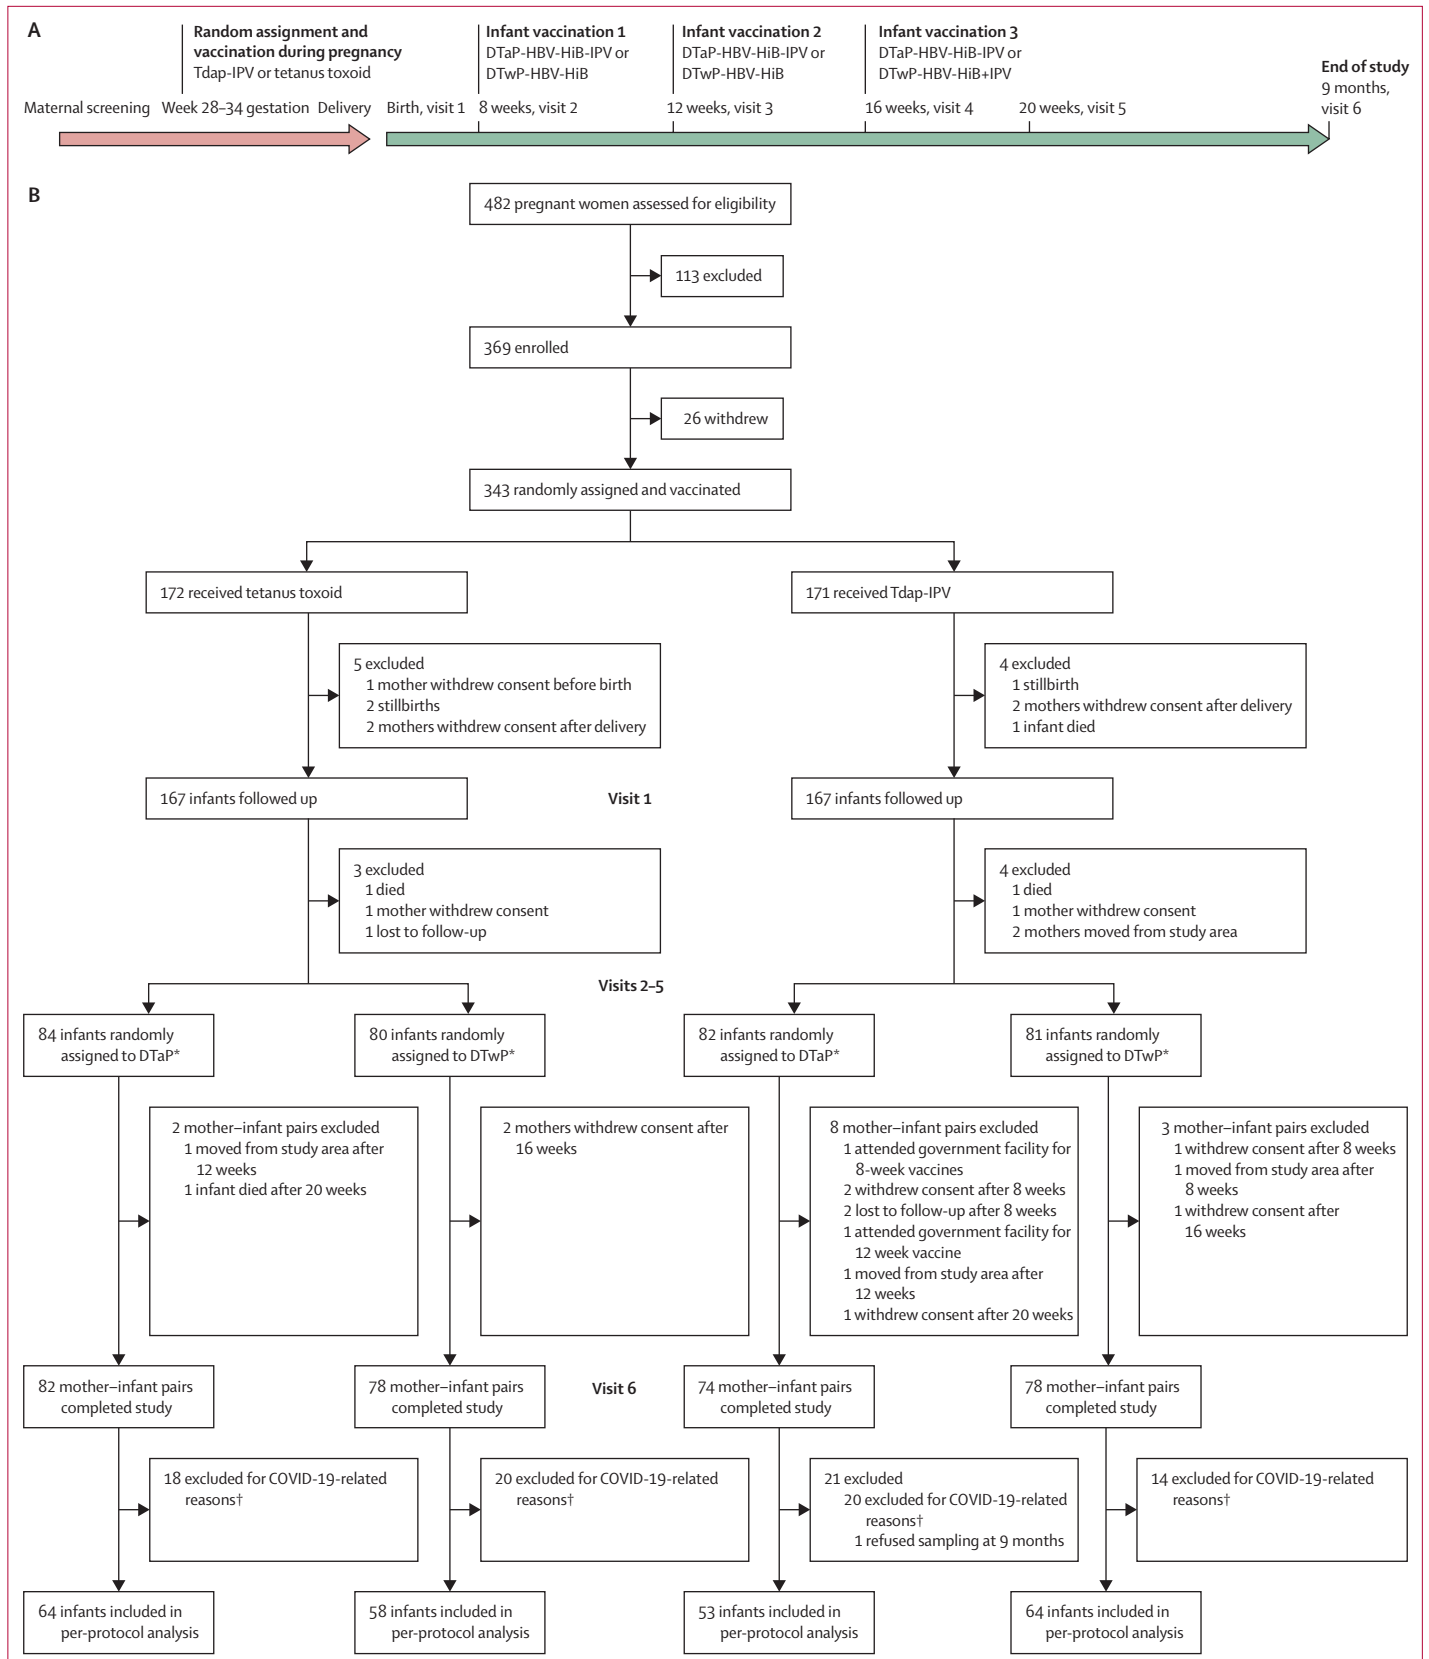 A
Random assignment and
vaccination during pregnancy
Tdap-IPV or tetanus toxoid
Infant vaccination 1
DTaP-HBV-HiB-IPV or
DTwP-HBV-HiB
Infant vaccination 2
DTaP-HBV-HiB-IPV or
DTwP-HBV-HiB
Infant vaccination 3
DTaP-HBV-HiB-IPV or
DTwP-HBV-HiB+IPV
End of study
9 months,
visit 6
Maternal screening
Week 28–34 gestation
Delivery
Birth, visit 1
8 weeks, visit 2
12 weeks, visit 3
16 weeks, visit 4
20 weeks, visit 5
B
482 pregnant women assessed for eligibility
113 excluded
369 enrolled
26 withdrew
343 randomly assigned and vaccinated
172 received tetanus toxoid
171 received Tdap-IPV
5 excluded
1 mother withdrew consent before birth
2 stillbirths
2 mothers withdrew consent after delivery
4 excluded
1 stillbirth
2 mothers withdrew consent after delivery
1 infant died
167 infants followed up
Visit 1
167 infants followed up
3 excluded
1 died
1 mother withdrew consent
1 lost to follow-up
4 excluded
1 died
1 mother withdrew consent
2 mothers moved from study area
Visits 2–5
84 infants randomly
assigned to DTaP*
80 infants randomly
assigned to DTwP*
82 infants randomly
assigned to DTaP*
81 infants randomly
assigned to DTwP*
2 mother–infant pairs excluded
1 moved from study area after
12 weeks
1 infant died after 20 weeks
2 mothers withdrew consent after
16 weeks
8 mother–infant pairs excluded
1 attended government facility for
8-week vaccines
2 withdrew consent after 8 weeks
2 lost to follow-up after 8 weeks
1 attended government facility for
12 week vaccine
1 moved from study area after
12 weeks
1 withdrew consent after 20 weeks
3 mother–infant pairs excluded
1 withdrew consent after 8 weeks
1 moved from study area after
8 weeks
1 withdrew consent after
16 weeks
82 mother–infant pairs
completed study
78 mother–infant pairs
completed study
Visit 6
74 mother–infant pairs
completed study
78 mother–infant pairs
completed study
18 excluded for COVID-19-related
reasons†
20 excluded for COVID-19-related
reasons†
21 excluded
20 excluded for COVID-19-related
reasons†
1 refused sampling at 9 months
14 excluded for COVID-19-related
reasons†
64 infants included in
per-protocol analysis
58 infants included in
per-protocol analysis
53 infants included in
per-protocol analysis
64 infants included in
per-protocol analysis